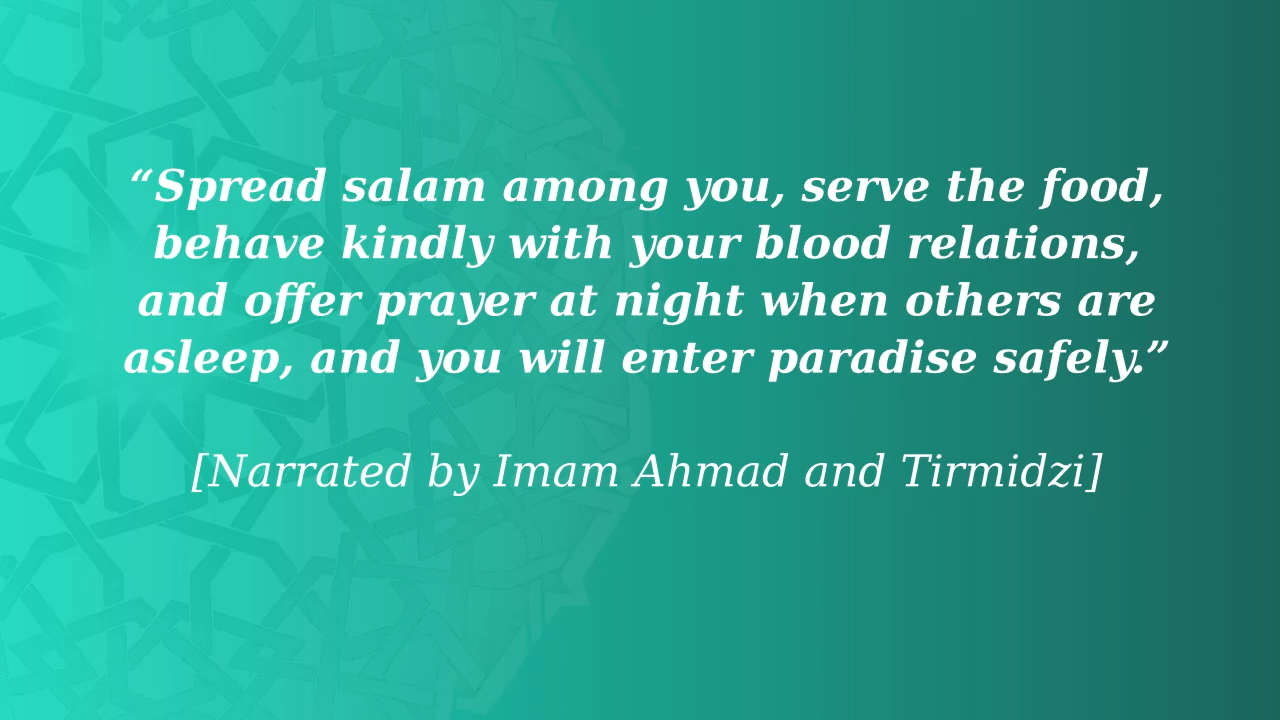 “Spread salam among you, serve the food,
behave kindly with your blood relations,
and offer prayer at night when others are
asleep, and you will enter paradise safely.”
[Narrated by Imam Ahmad and Tirmidzi]